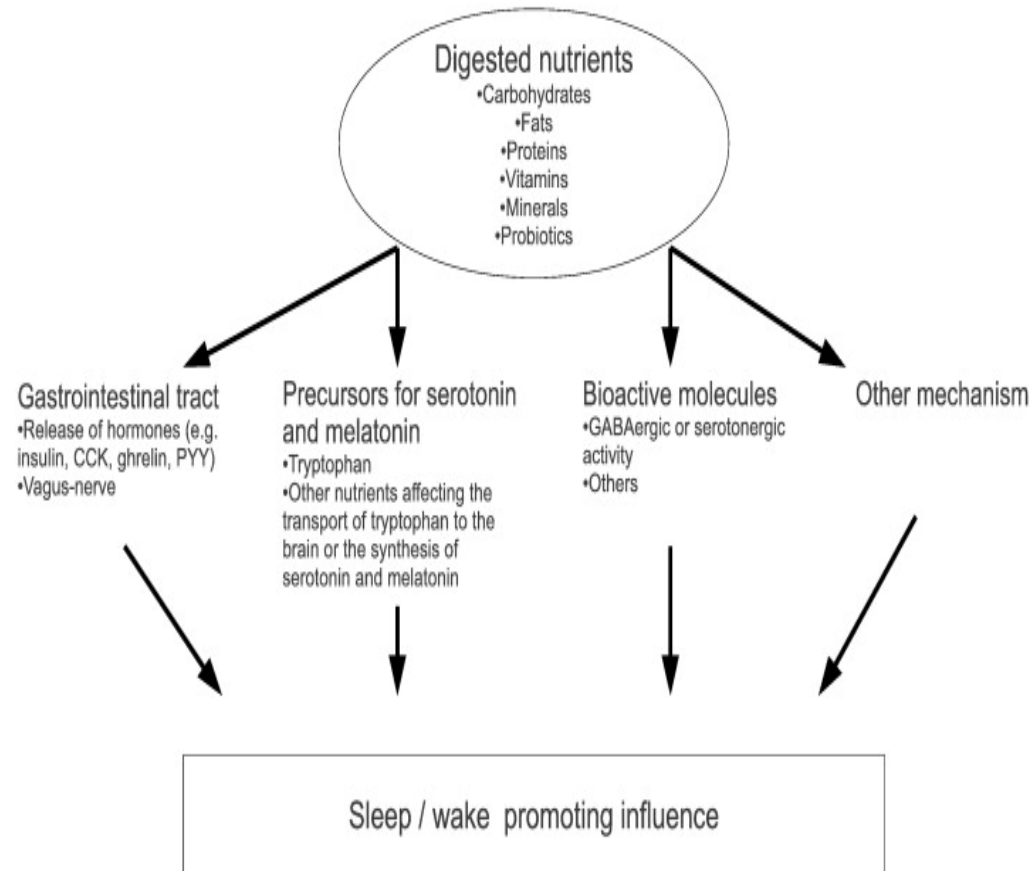 Digested nutrients
•Carbohydrates
•Fats
•Proteins
•Vitamins
•Minerals
•Probiotics
Gastrointestinal tract
•Release of hormones (e.g.
insulin, CCK, ghrelin, PYY)
•Vagus-nerve
Precursors for serotonin
and melatonin
•Tryptophan
•Other nutrients affecting the
transport of tryptophan to the
brain or the synthesis of
serotonin and melatonin
Bioactive molecules
•GABAergic or serotonergic
activity
•Others
Other mechanism
Sleep / wake promoting influence